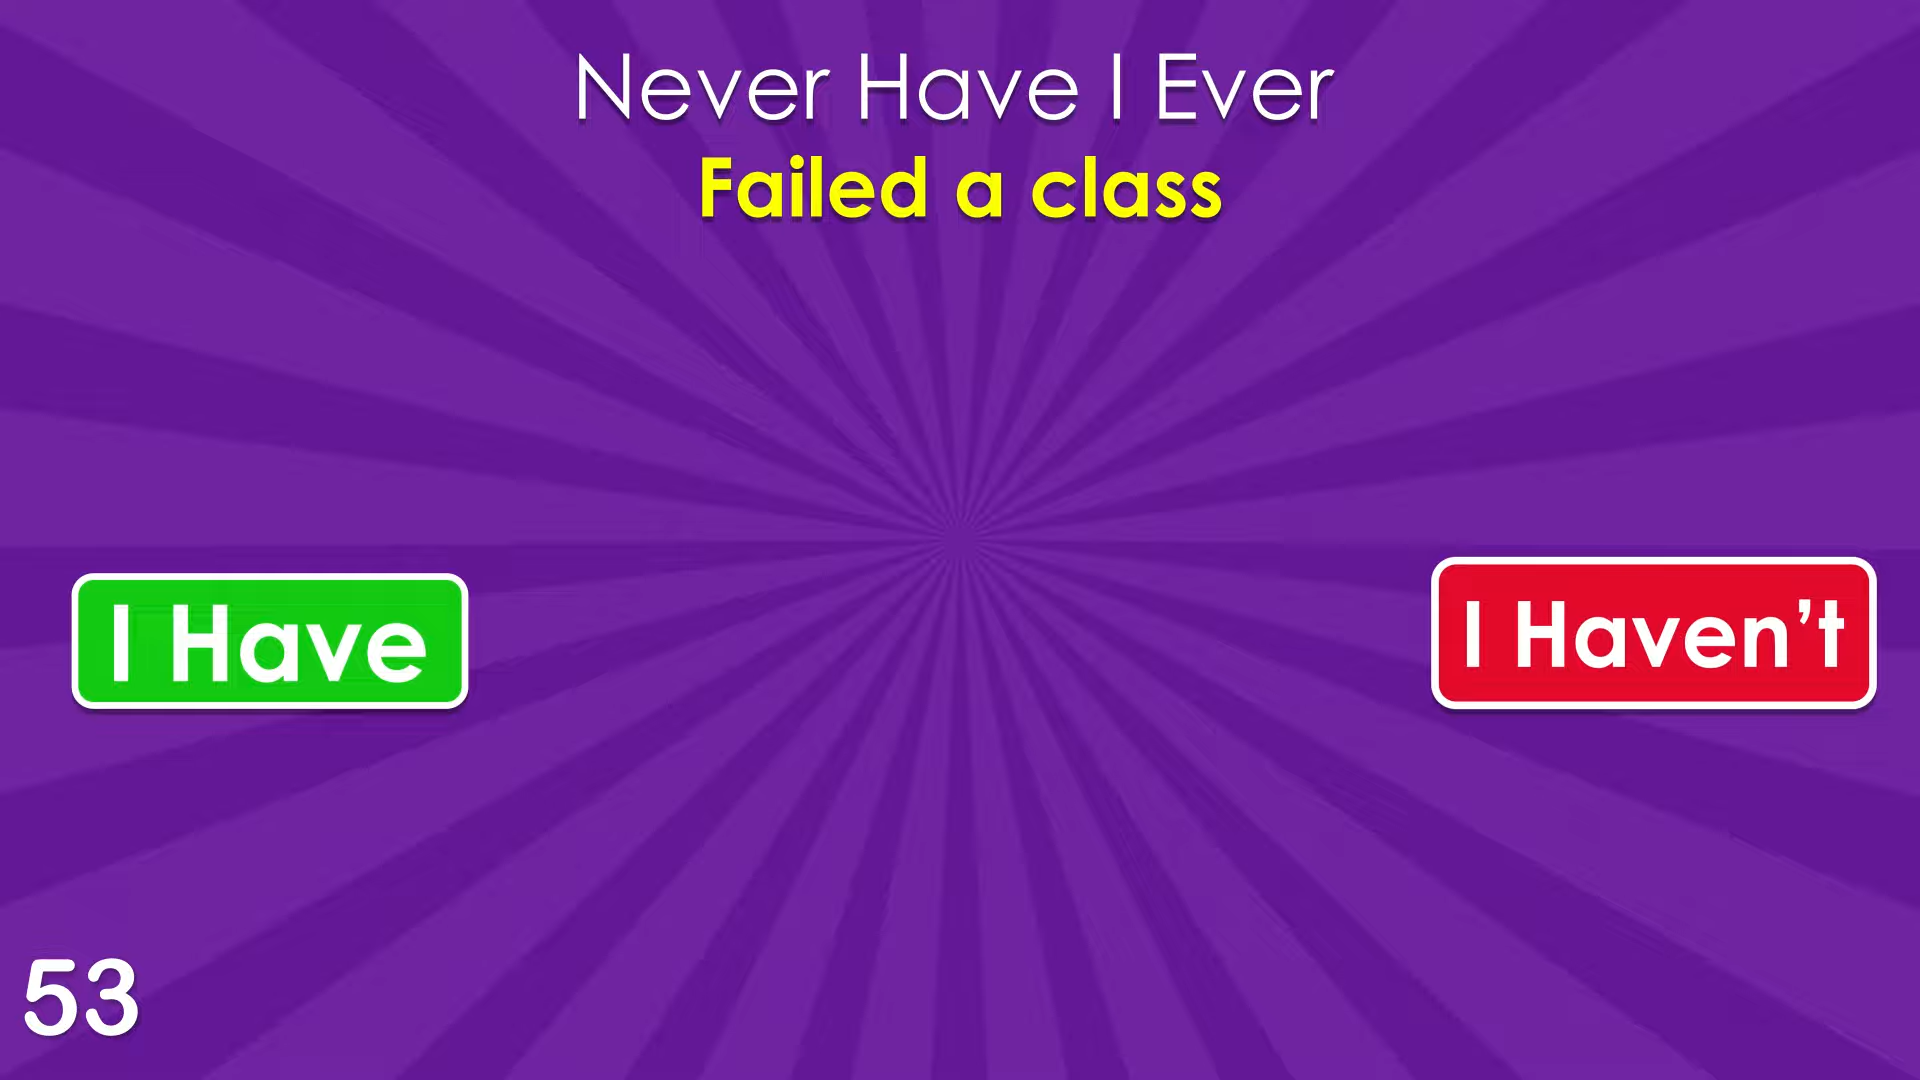 Never Have I Ever
Failed a class
I Have
I Haven’t
53